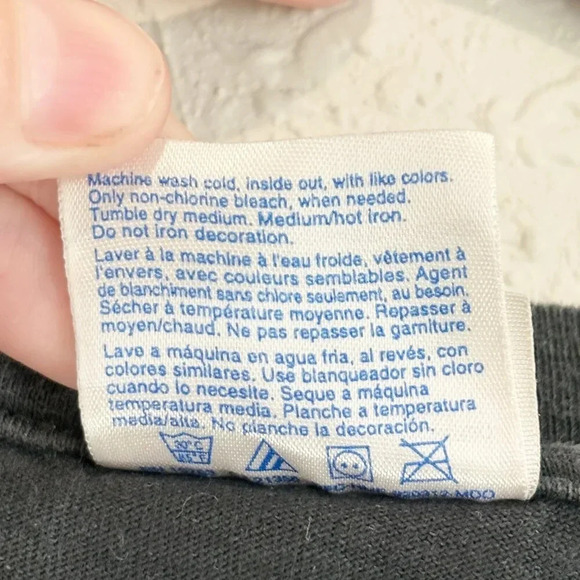 Machine wash cold, inside out, with like colors.
Only non-chlorine bleach, when needed.
Tumble dry medium. Medium/hot iron.
Do not iron decoration.
Laver à la machine à l'eau froide, vêtement à
l'envers, avec couleurs semblables. Agent
de blanchiment sans chlore seulement, au besoin.
Sécher à température moyenne. Repasser à
moyen/chaud. Ne pas repasser la garniture.
Lave a máquina en agua fria, al revés, con
colores similares. Use blanqueador sin cloro
cuando lo necesite. Seque a máquina
temperatura media. Planche a temperatura
media/alta. No planche la decoración.
30°C
85°F